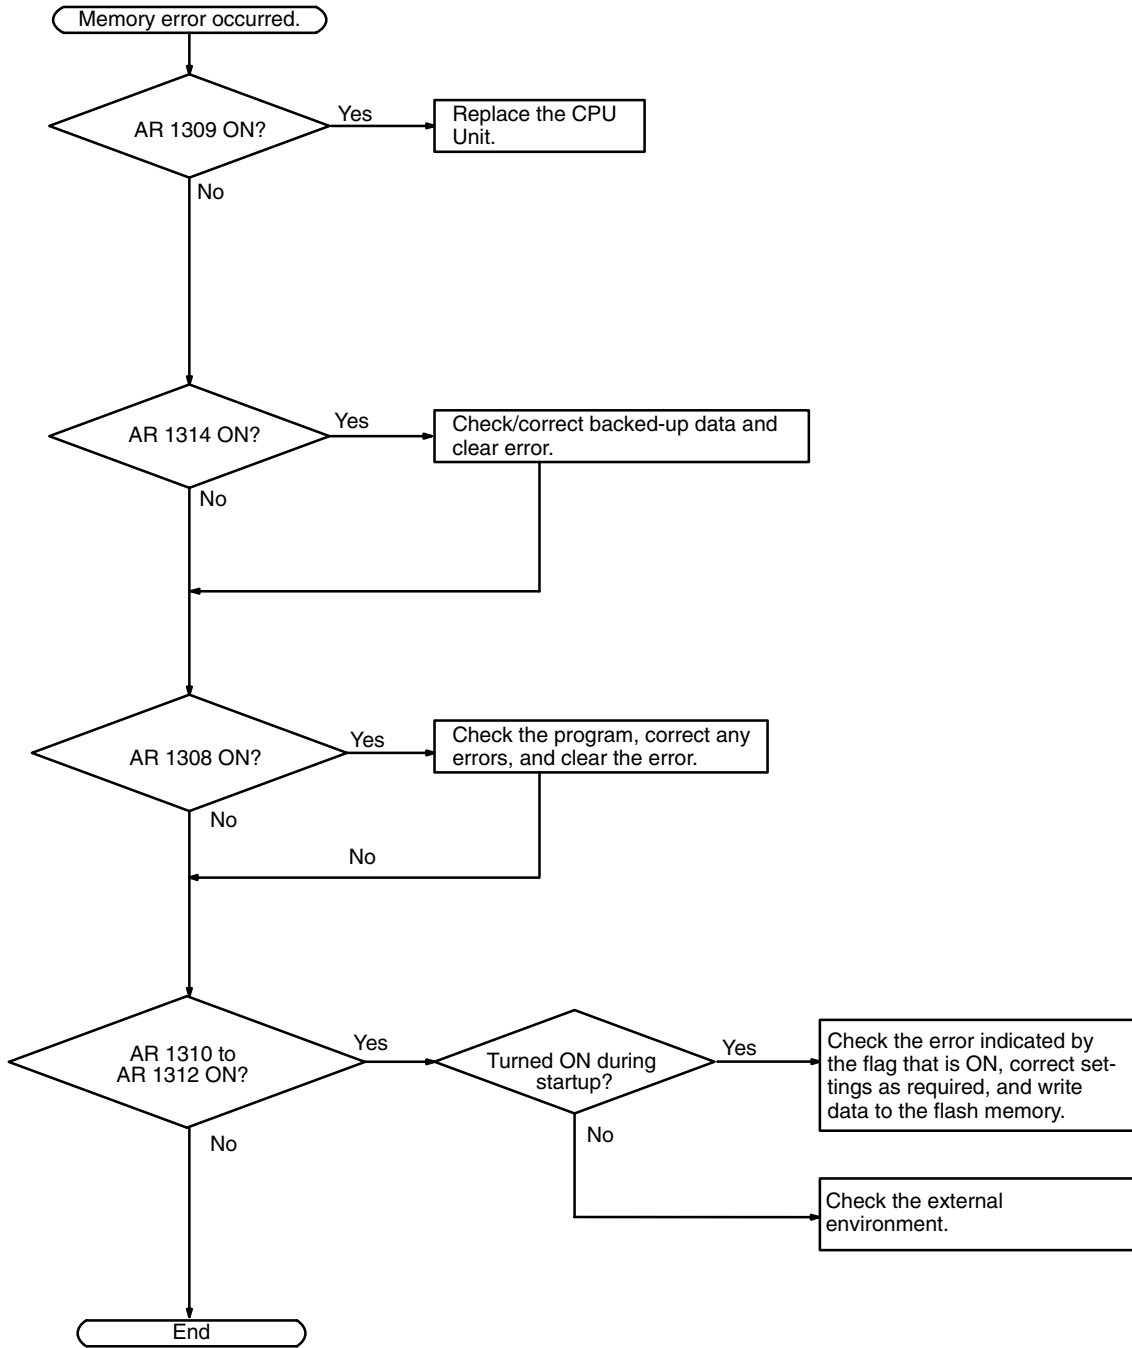 Memory error occurred.
AR 1309 ON?
Yes
Replace the CPU
Unit.
No
AR 1314 ON?
Yes
Check/correct backed-up data and
clear error.
No
AR 1308 ON?
Yes
Check the program, correct any
errors, and clear the error.
No
No
AR 1310 to
AR 1312 ON?
Yes
Turned ON during
startup?
Yes
Check the error indicated by
the flag that is ON, correct set-
tings as required, and write
data to the flash memory.
No
No
Check the external
environment.
End